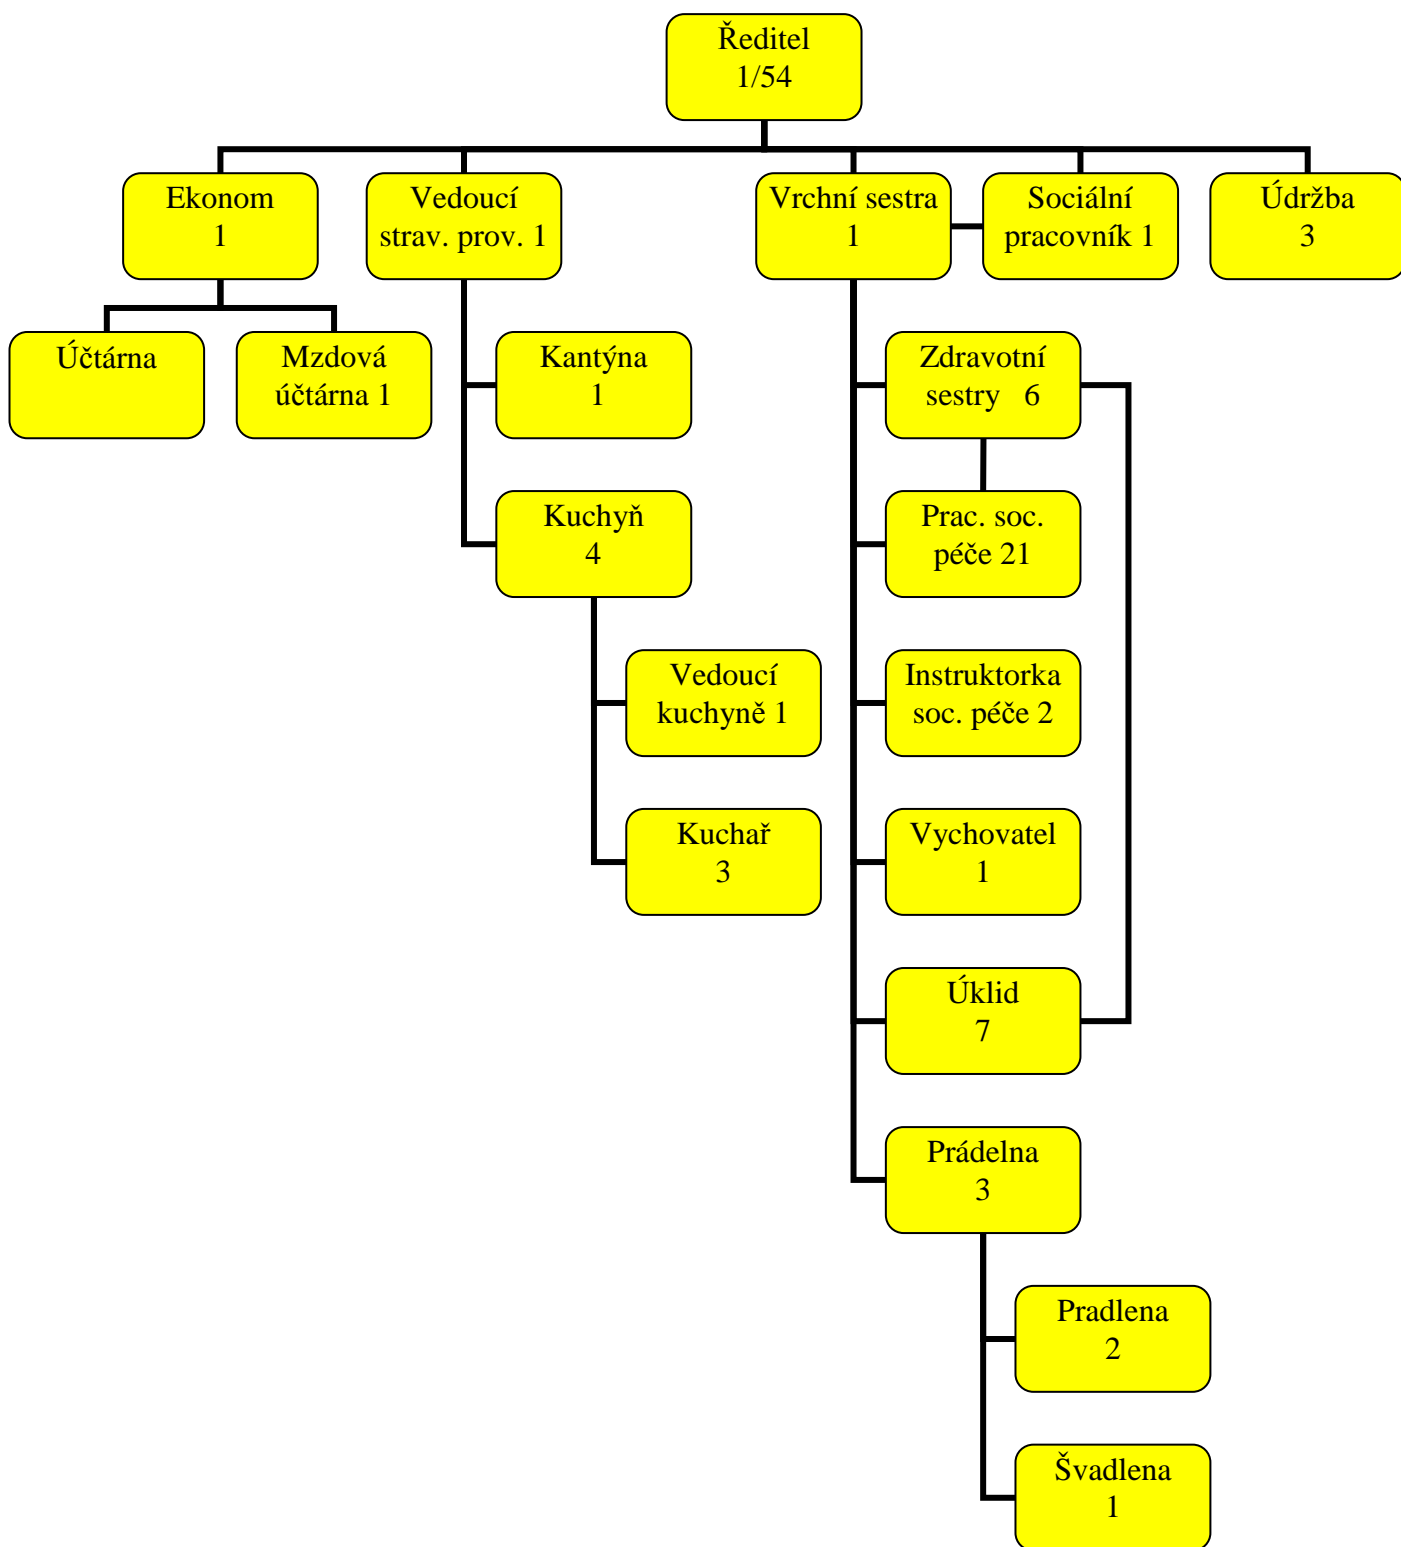 Ředitel
1/54
Ekonom
1
Vedoucí
strav. prov. 1
Vrchní sestra
1
Sociální
pracovník 1
Údržba
3
Účtárna
Mzdová
účtárna 1
Kantýna
1
Zdravotní
sestry   6
Kuchyň
4
Prac. soc.
péče 21
Vedoucí
kuchyně 1
Instruktorka
soc. péče 2
Kuchař
3
Vychovatel
1
Úklid
7
Prádelna
3
Pradlena
2
Švadlena
1